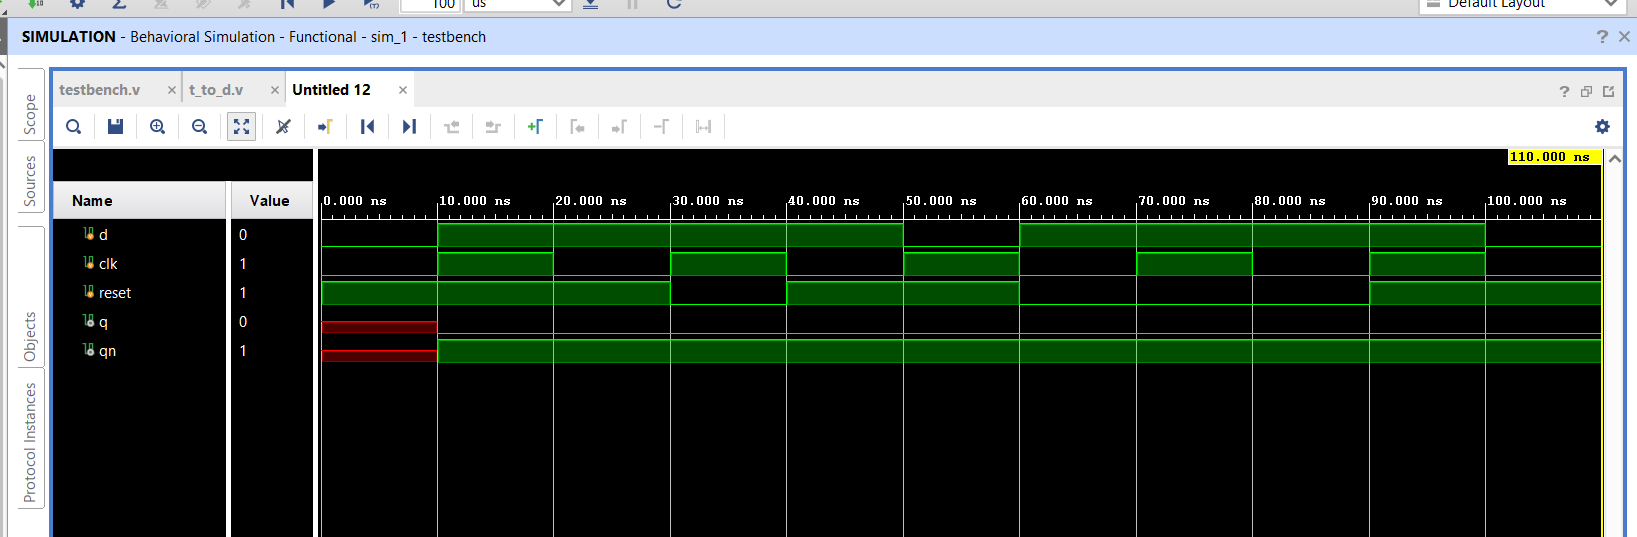 100 us Default Layout
SIMULATION - Behavioral Simulation - Functional - sim_1 - testbench
testbench.v × t_to_d.v × Untitled 12 ×
110.000 ns
Name Value
0.000 ns 10.000 ns 20.000 ns 30.000 ns 40.000 ns 50.000 ns 60.000 ns 70.000 ns 80.000 ns 90.000 ns 100.000 ns
d 0
clk 1
reset 1
q 0
qn 1
Scope
Sources
Objects
Protocol Instances